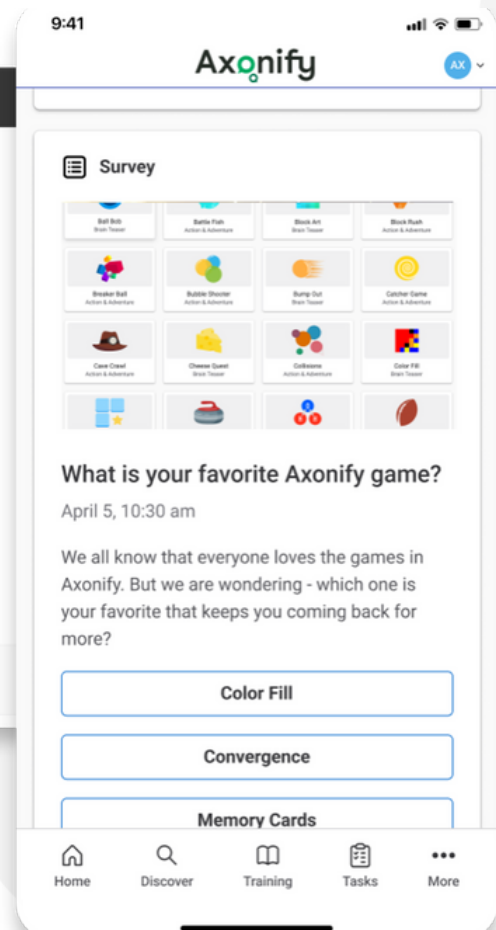 9:41
Axonify
AX
Survey
Ball Bob
Battle Fish
Block Art
Block Rush
Brain Teaser
Action & Adventure
Brain Teaser
Action & Adventure
Breaker Ball
Bubble Shooter
Bump Out
Catcher Game
Action & Adventure
Action & Adventure
Brain Teaser
Action & Adventure
Cave Crawl
Cheese Quest
Collisions
Color Fill
Action & Adventure
Brain Teaser
Action & Adventure
Brain Teaser
What is your favorite Axonify game?
April 5, 10:30 am
We all know that everyone loves the games in
Axonify. But we are wondering - which one is
your favorite that keeps you coming back for
more?
Color Fill
Convergence
Memory Cards
Home
Discover
Training
Tasks
More